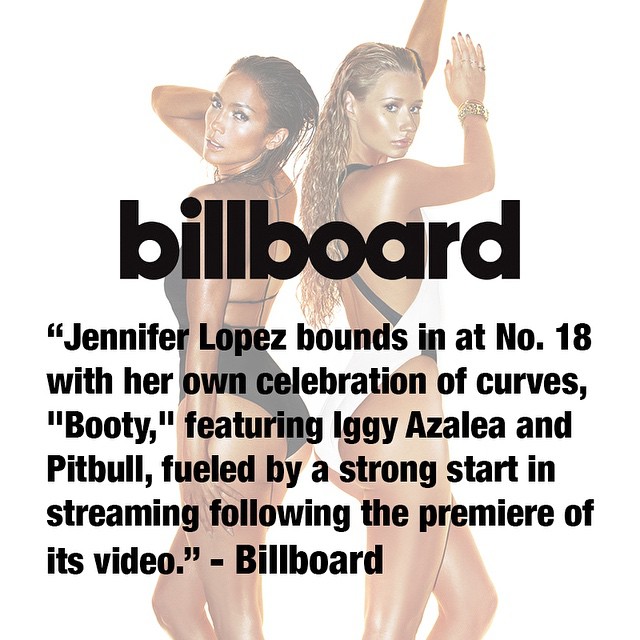 billboard
“Jennifer Lopez bounds in at No. 18
with her own celebration of curves,
"Booty," featuring Iggy Azalea and
Pitbull, fueled by a strong start in
streaming following the premiere of
its video.” - Billboard